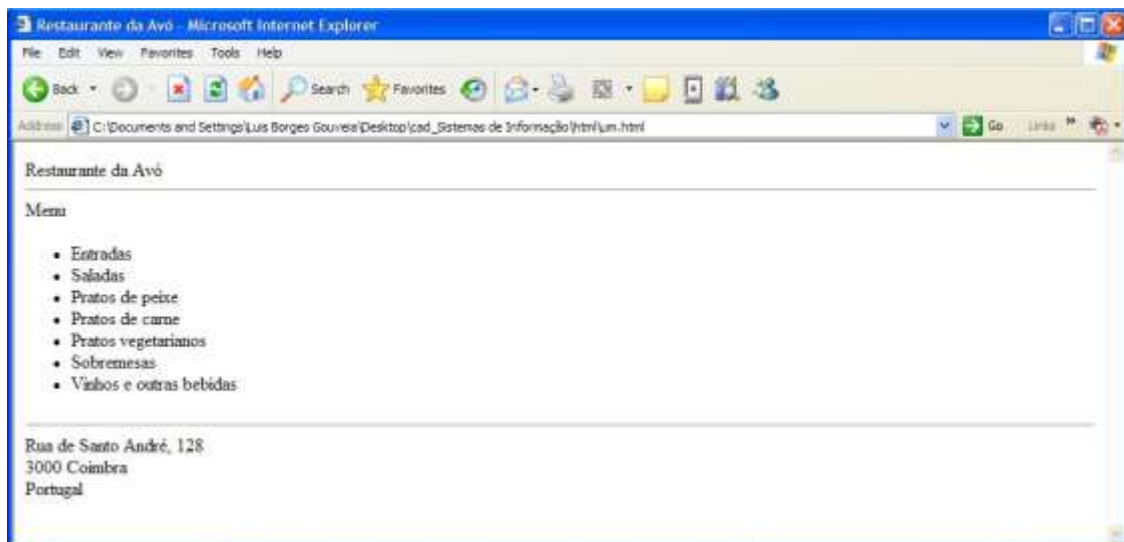 Restaurante da Avó - Microsoft Internet Explorer
File Edit View Favorites Tools Help
Back Search Favorites
Address C:\Documents and Settings\Luis Borges Gouveia\Desktop\cad_Sistemas de Informação\html\um.html Go Links »
Restaurante da Avó
Menu
• Entradas
• Saladas
• Pratos de peixe
• Pratos de carne
• Pratos vegetarianos
• Sobremesas
• Vinhos e outras bebidas
Rua de Santo André, 128
3000 Coimbra
Portugal